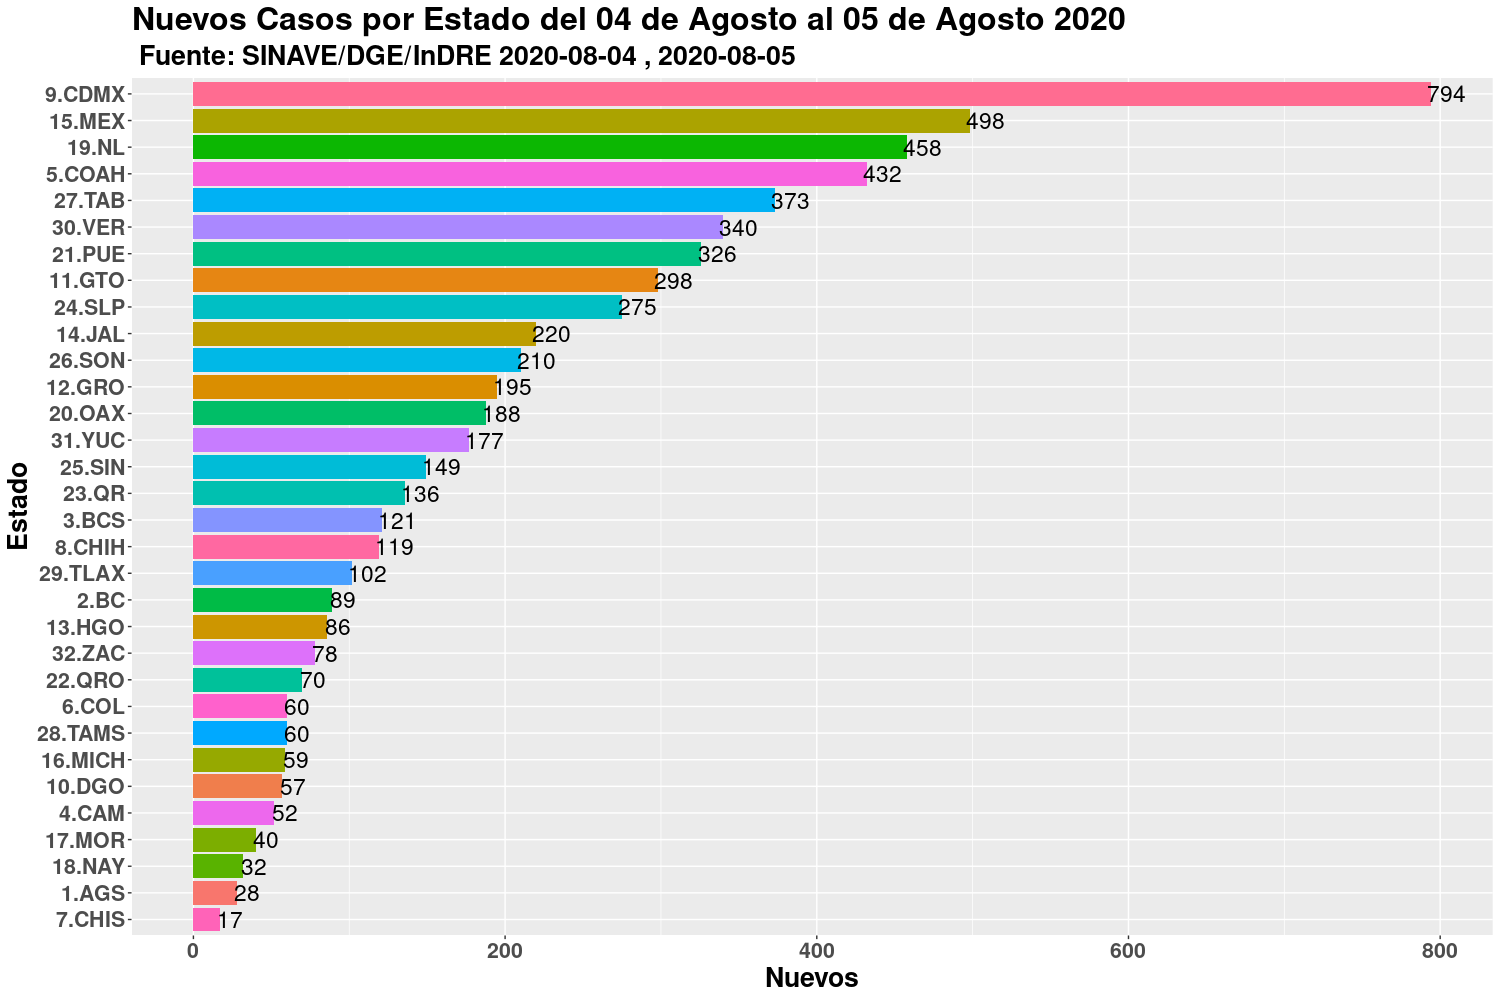 Nuevos Casos por Estado del 04 de Agosto al 05 de Agosto 2020
Fuente: SINAVE/DGE/InDRE 2020-08-04 , 2020-08-05
9.CDMX 794
15.MEX 498
19.NL 458
5.COAH 432
27.TAB 373
30.VER 340
21.PUE 326
11.GTO 298
24.SLP 275
14.JAL 220
26.SON 210
12.GRO 195
20.OAX 188
31.YUC 177
25.SIN 149
23.QR 136
3.BCS 121
8.CHIH 119
29.TLAX 102
2.BC 89
13.HGO 86
32.ZAC 78
22.QRO 70
6.COL 60
28.TAMS 60
16.MICH 59
10.DGO 57
4.CAM 52
17.MOR 40
18.NAY 32
1.AGS 28
7.CHIS 17
Estado
0 200 400 600 800
Nuevos